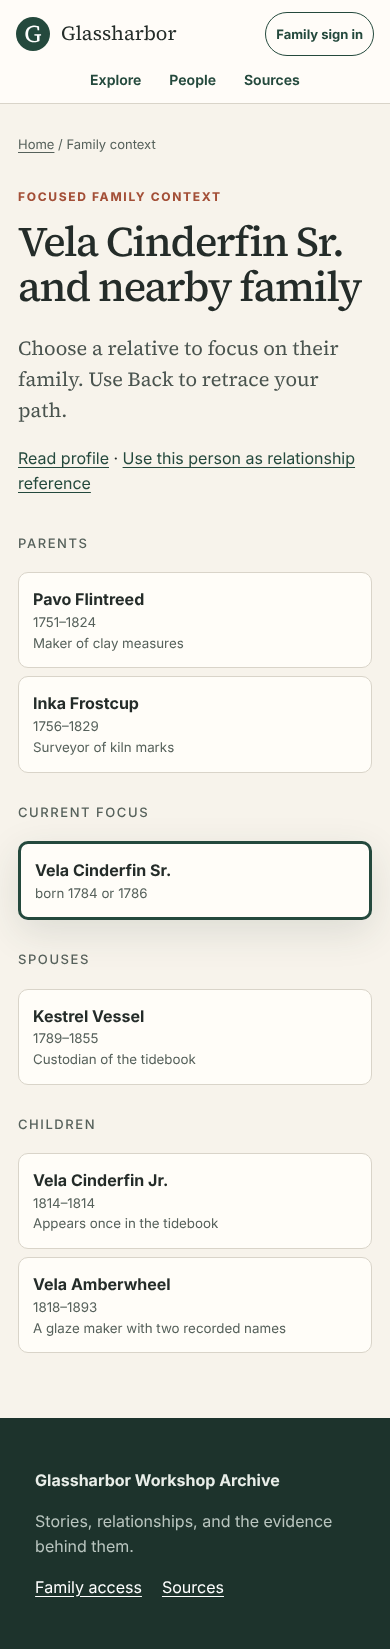 G Glassharbor
Family sign in
Explore People Sources
Home / Family context
FOCUSED FAMILY CONTEXT
Vela Cinderfin Sr.
and nearby family
Choose a relative to focus on their
family. Use Back to retrace your
path.
Read profile · Use this person as relationship
reference
PARENTS
Pavo Flintreed
1751–1824
Maker of clay measures
Inka Frostcup
1756–1829
Surveyor of kiln marks
CURRENT FOCUS
Vela Cinderfin Sr.
born 1784 or 1786
SPOUSES
Kestrel Vessel
1789–1855
Custodian of the tidebook
CHILDREN
Vela Cinderfin Jr.
1814–1814
Appears once in the tidebook
Vela Amberwheel
1818–1893
A glaze maker with two recorded names
Glassharbor Workshop Archive
Stories, relationships, and the evidence
behind them.
Family access Sources